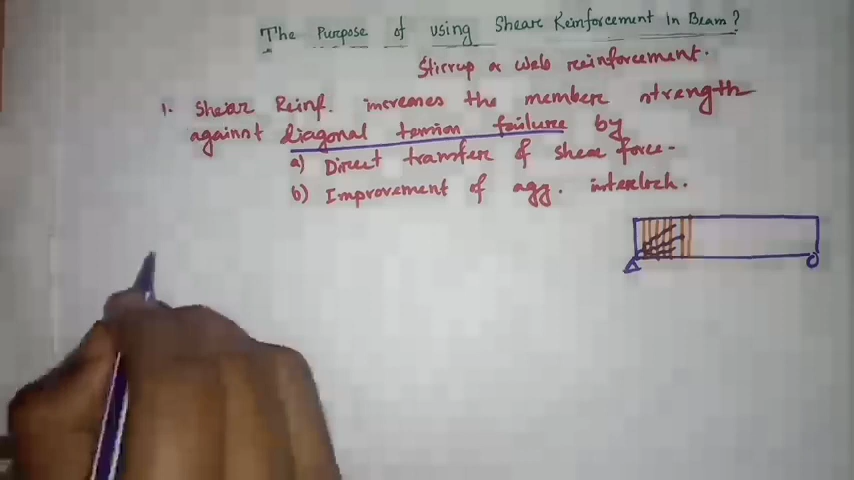 The Purpose of using Shear Reinforcement In Beam?
Stirrup or Web reinforcement.
1. Shear Reinf. increases the member strength
against diagonal tension failure by
a) Direct transfer of shear force.
b) Improvement of agg. interlock.